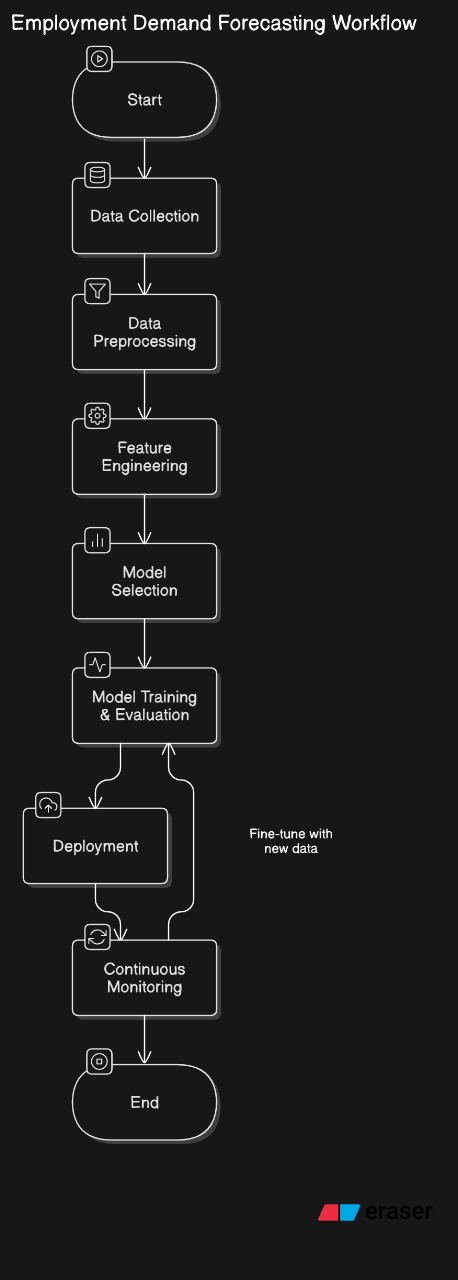 Employment Demand Forecasting Workflow
Start
Data Collection
Data
Preprocessing
Feature
Engineering
Model
Selection
Model Training
& Evaluation
Deployment
Fine-tune with
new data
Continuous
Monitoring
End
eraser